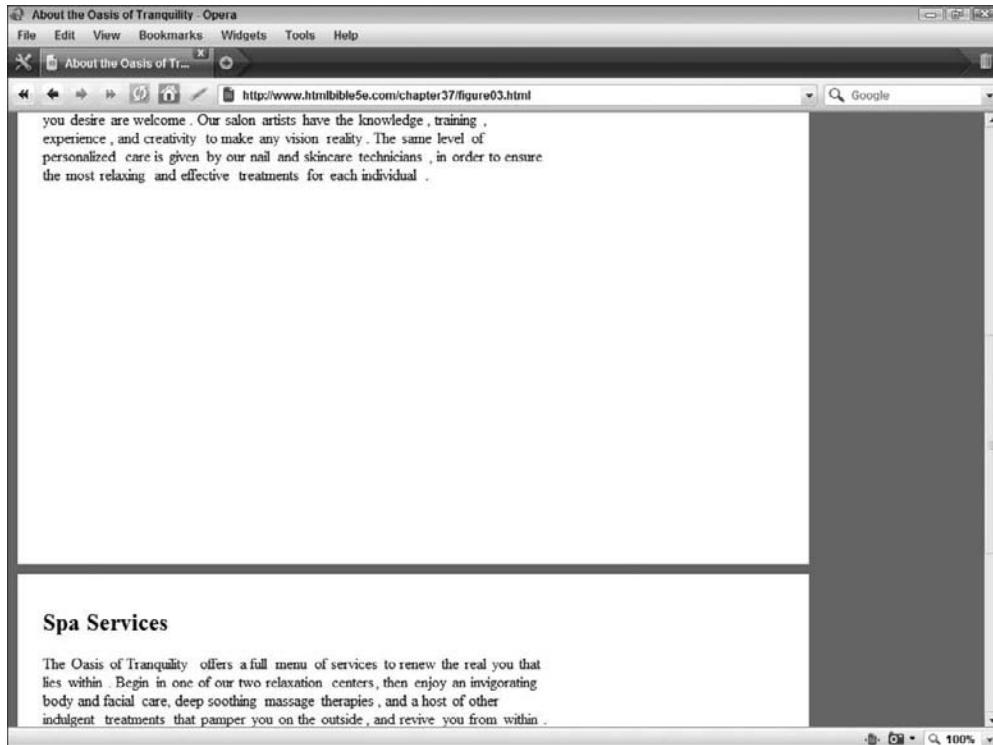 About the Oasis of Tranquility - Opera
File Edit View Bookmarks Widgets Tools Help
About the Oasis of Tr...
http://www.htmlbible5e.com/chapter37/figure03.html
Google
you desire are welcome . Our salon artists have the knowledge , training ,
experience , and creativity to make any vision reality . The same level of
personalized care is given by our nail and skincare technicians , in order to ensure
the most relaxing and effective treatments for each individual .
Spa Services
The Oasis of Tranquility offers a full menu of services to renew the real you that
lies within . Begin in one of our two relaxation centers, then enjoy an invigorating
body and facial care, deep soothing massage therapies , and a host of other
indulgent treatments that pamper you on the outside , and revive you from within .
100%